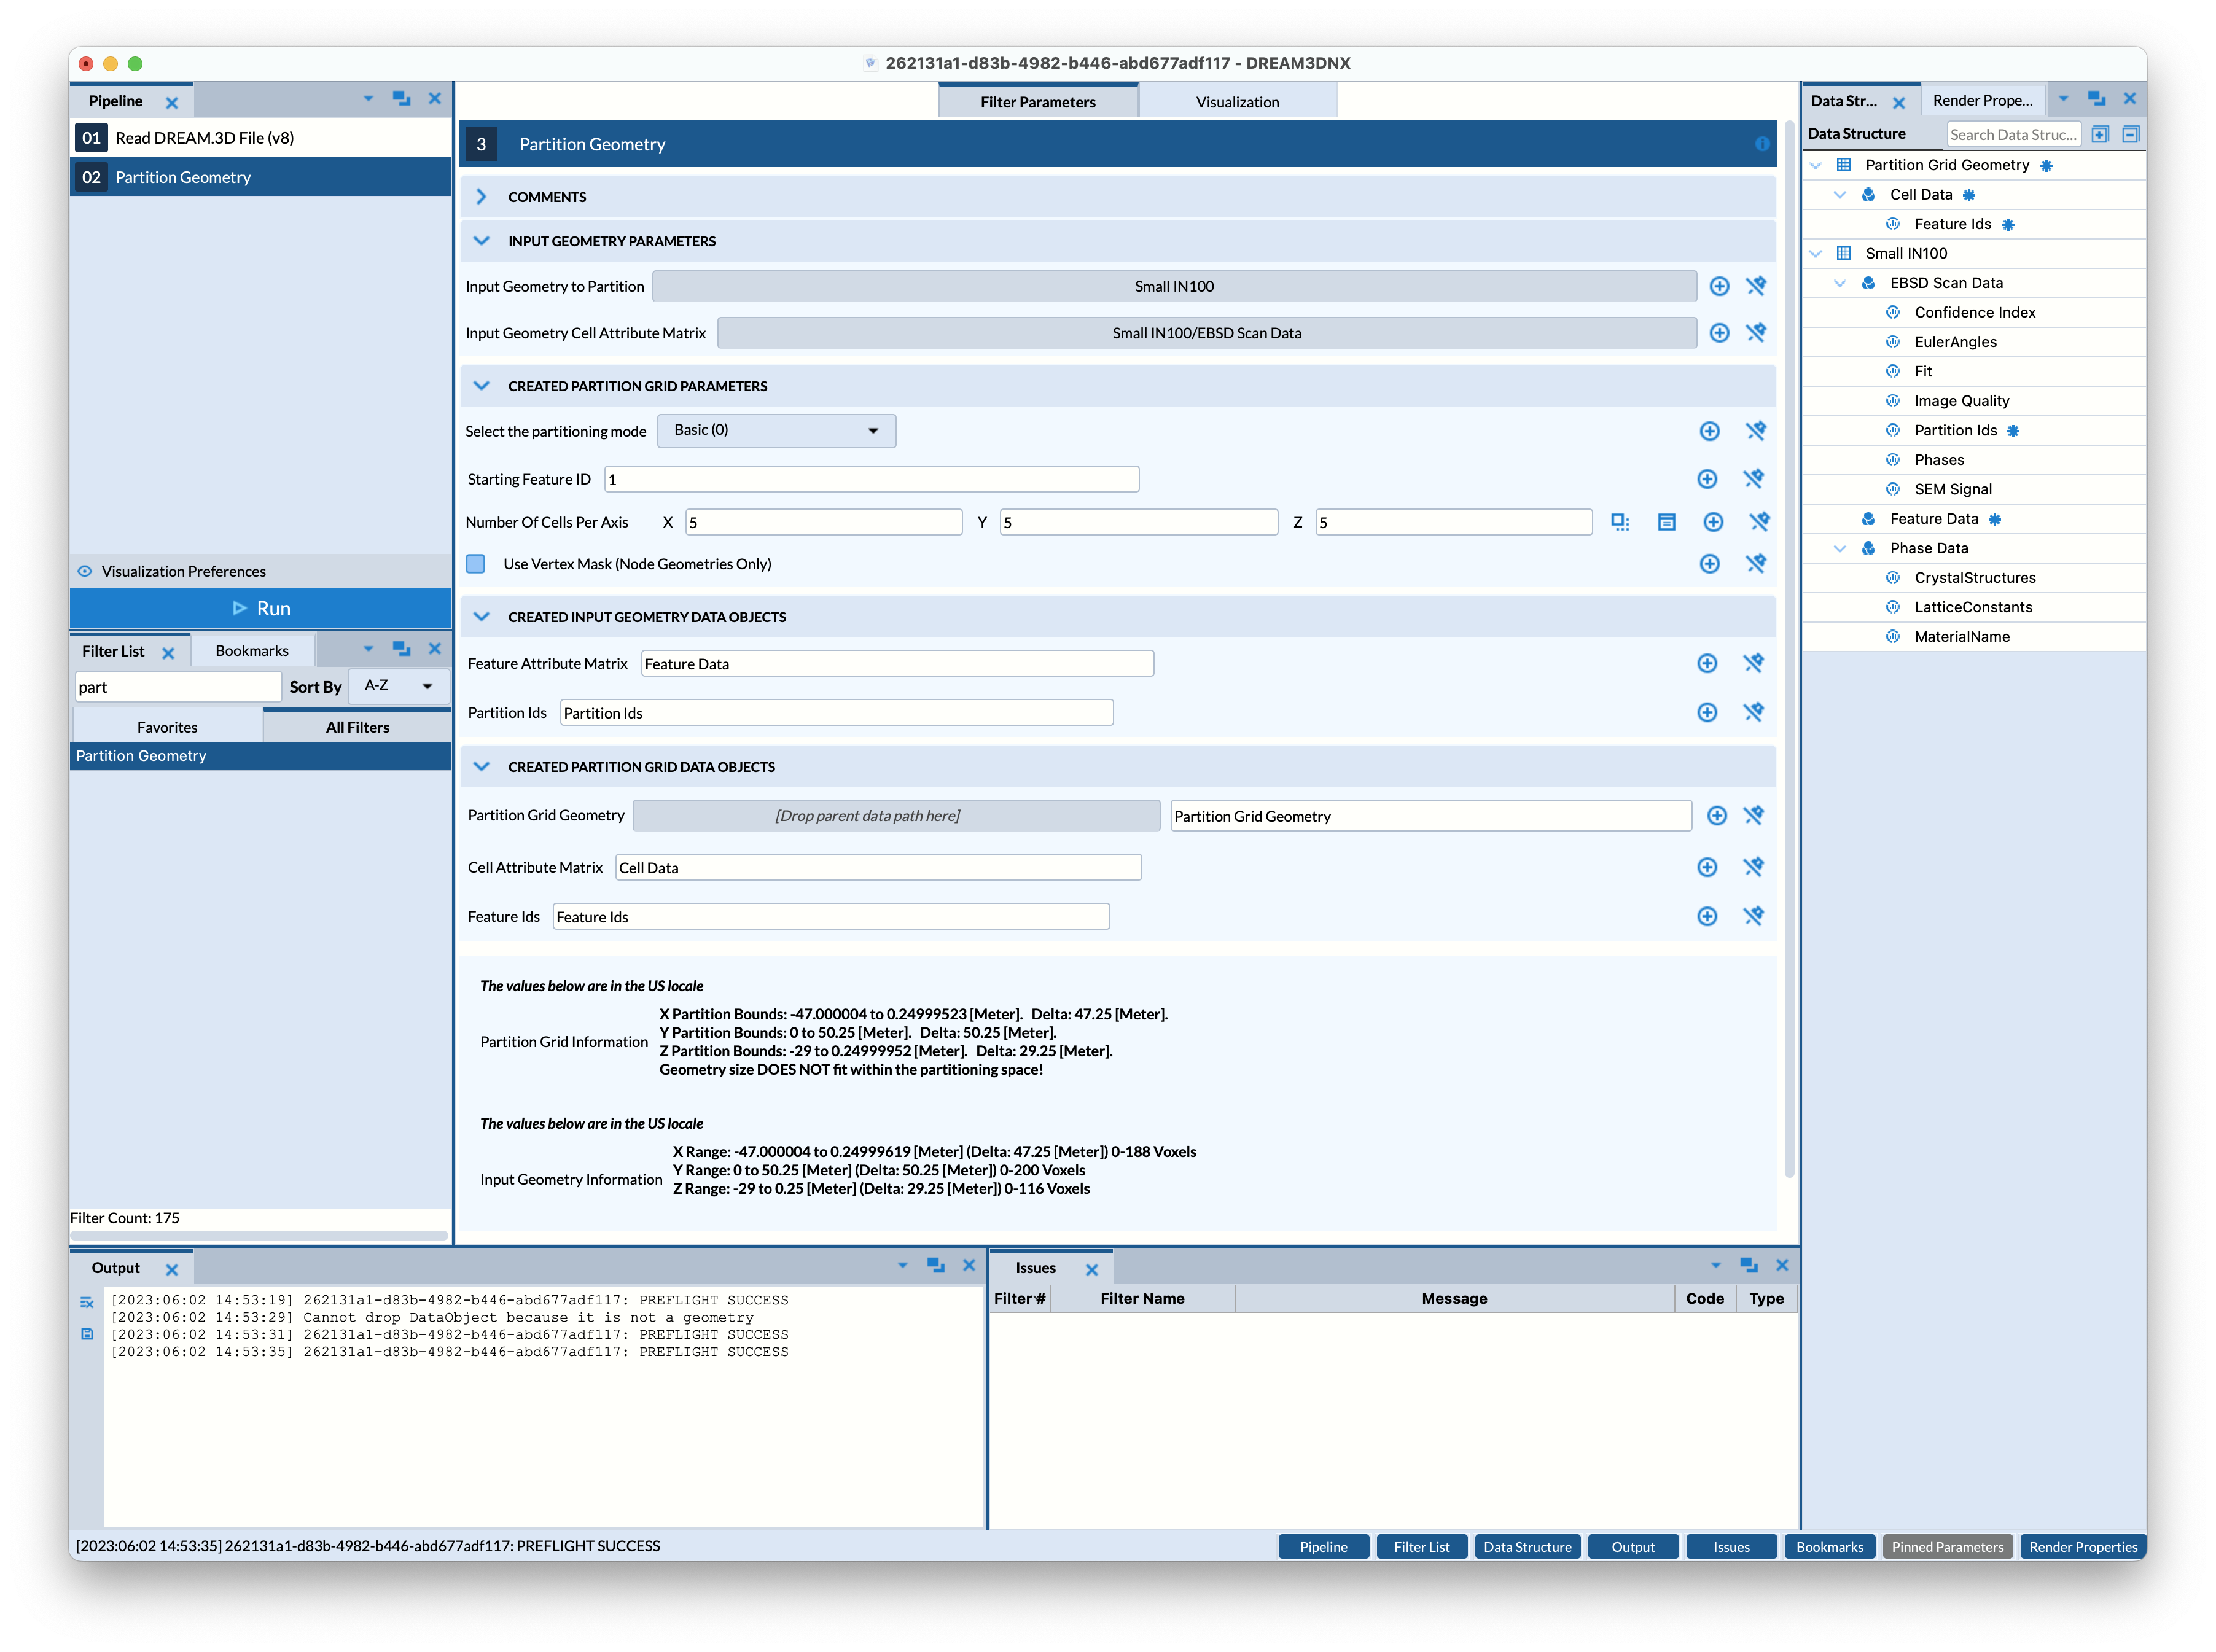 262131a1-d83b-4982-b446-abd677adf117 - DREAM3DNX
Pipeline
01 Read DREAM.3D File (v8)
02 Partition Geometry
Visualization Preferences
Run
Filter List
Bookmarks
part
Sort By
A-Z
Favorites
All Filters
Partition Geometry
Filter Count: 175
Filter Parameters
Visualization
3 Partition Geometry
COMMENTS
INPUT GEOMETRY PARAMETERS
Input Geometry to Partition Small IN100
Input Geometry Cell Attribute Matrix Small IN100/EBSD Scan Data
CREATED PARTITION GRID PARAMETERS
Select the partitioning mode Basic (0)
Starting Feature ID 1
Number Of Cells Per Axis X 5 Y 5 Z 5
Use Vertex Mask (Node Geometries Only)
CREATED INPUT GEOMETRY DATA OBJECTS
Feature Attribute Matrix Feature Data
Partition Ids Partition Ids
CREATED PARTITION GRID DATA OBJECTS
Partition Grid Geometry [Drop parent data path here] Partition Grid Geometry
Cell Attribute Matrix Cell Data
Feature Ids Feature Ids
The values below are in the US locale
Partition Grid Information
X Partition Bounds: -47.000004 to 0.24999523 [Meter]. Delta: 47.25 [Meter].
Y Partition Bounds: 0 to 50.25 [Meter]. Delta: 50.25 [Meter].
Z Partition Bounds: -29 to 0.24999952 [Meter]. Delta: 29.25 [Meter].
Geometry size DOES NOT fit within the partitioning space!
The values below are in the US locale
Input Geometry Information
X Range: -47.000004 to 0.24999619 [Meter] (Delta: 47.25 [Meter]) 0-188 Voxels
Y Range: 0 to 50.25 [Meter] (Delta: 50.25 [Meter]) 0-200 Voxels
Z Range: -29 to 0.25 [Meter] (Delta: 29.25 [Meter]) 0-116 Voxels
Data Str...
Render Prope...
Data Structure
Search Data Struc...
Partition Grid Geometry
Cell Data
Feature Ids
Small IN100
EBSD Scan Data
Confidence Index
EulerAngles
Fit
Image Quality
Partition Ids
Phases
SEM Signal
Feature Data
Phase Data
CrystalStructures
LatticeConstants
MaterialName
Output
[2023:06:02 14:53:19] 262131a1-d83b-4982-b446-abd677adf117: PREFLIGHT SUCCESS
[2023:06:02 14:53:29] Cannot drop DataObject because it is not a geometry
[2023:06:02 14:53:31] 262131a1-d83b-4982-b446-abd677adf117: PREFLIGHT SUCCESS
[2023:06:02 14:53:35] 262131a1-d83b-4982-b446-abd677adf117: PREFLIGHT SUCCESS
Issues
Filter # Filter Name Message Code Type
[2023:06:02 14:53:35] 262131a1-d83b-4982-b446-abd677adf117: PREFLIGHT SUCCESS
Pipeline Filter List Data Structure Output Issues Bookmarks Pinned Parameters Render Properties